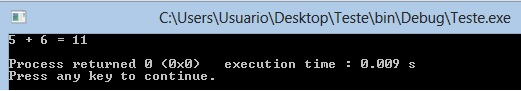 C:\Users\Usuario\Desktop\Teste\bin\Debug\Teste.exe
5 + 6 = 11
Process returned 0 (0x0)   execution time : 0.009 s
Press any key to continue.